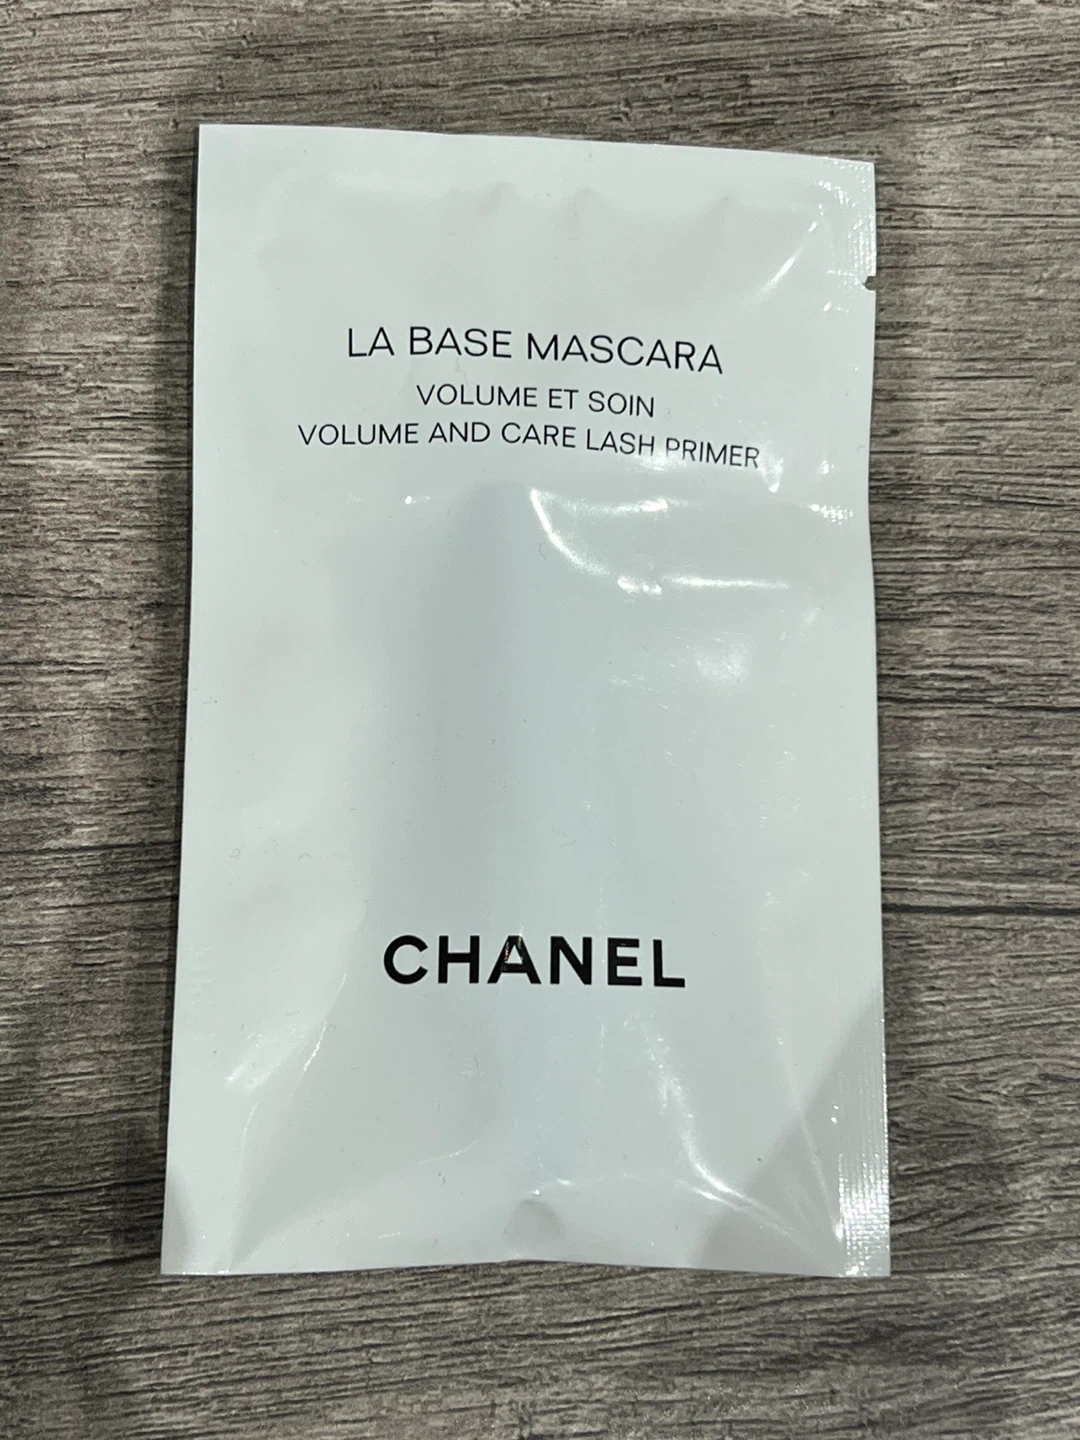 LA BASE MASCARA
VOLUME ET SOIN
VOLUME AND CARE LASH PRIMER
CHANEL